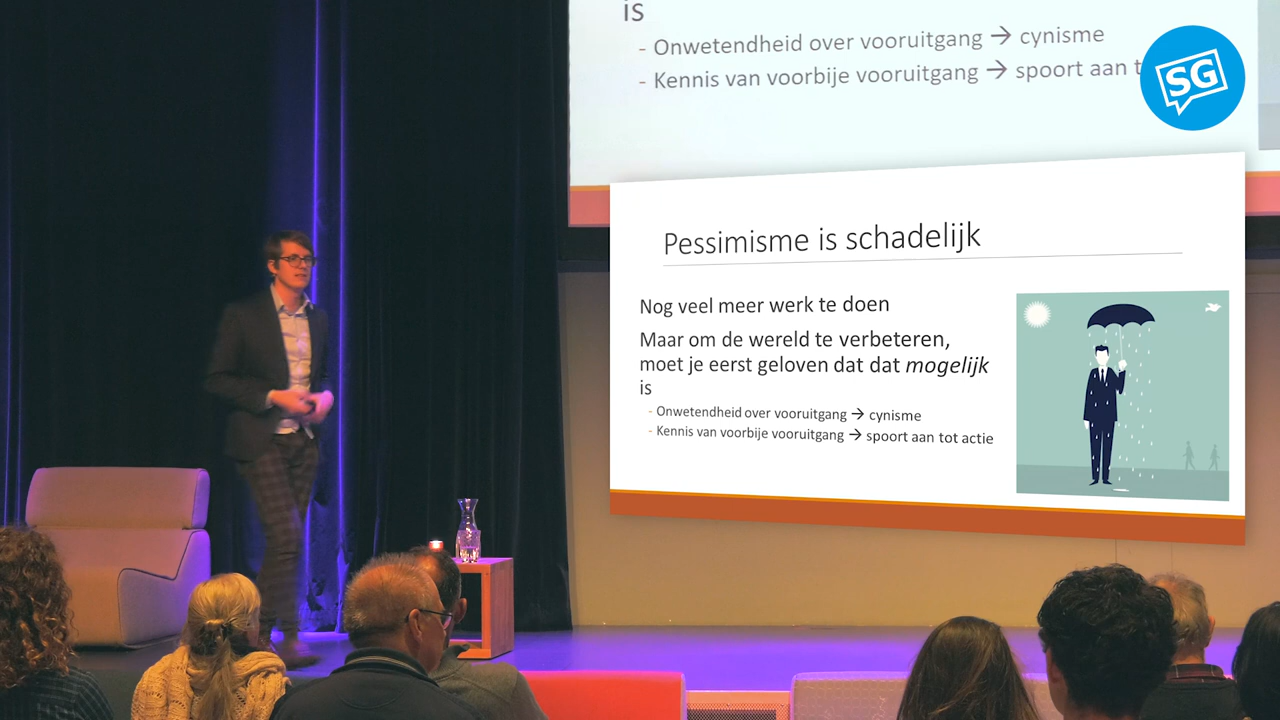 is
- Onwetendheid over vooruitgang → cynisme
- Kennis van voorbije vooruitgang → spoort aan t
SG
Pessimisme is schadelijk
Nog veel meer werk te doen
Maar om de wereld te verbeteren,
moet je eerst geloven dat dat mogelijk
is
- Onwetendheid over vooruitgang → cynisme
- Kennis van voorbije vooruitgang → spoort aan tot actie